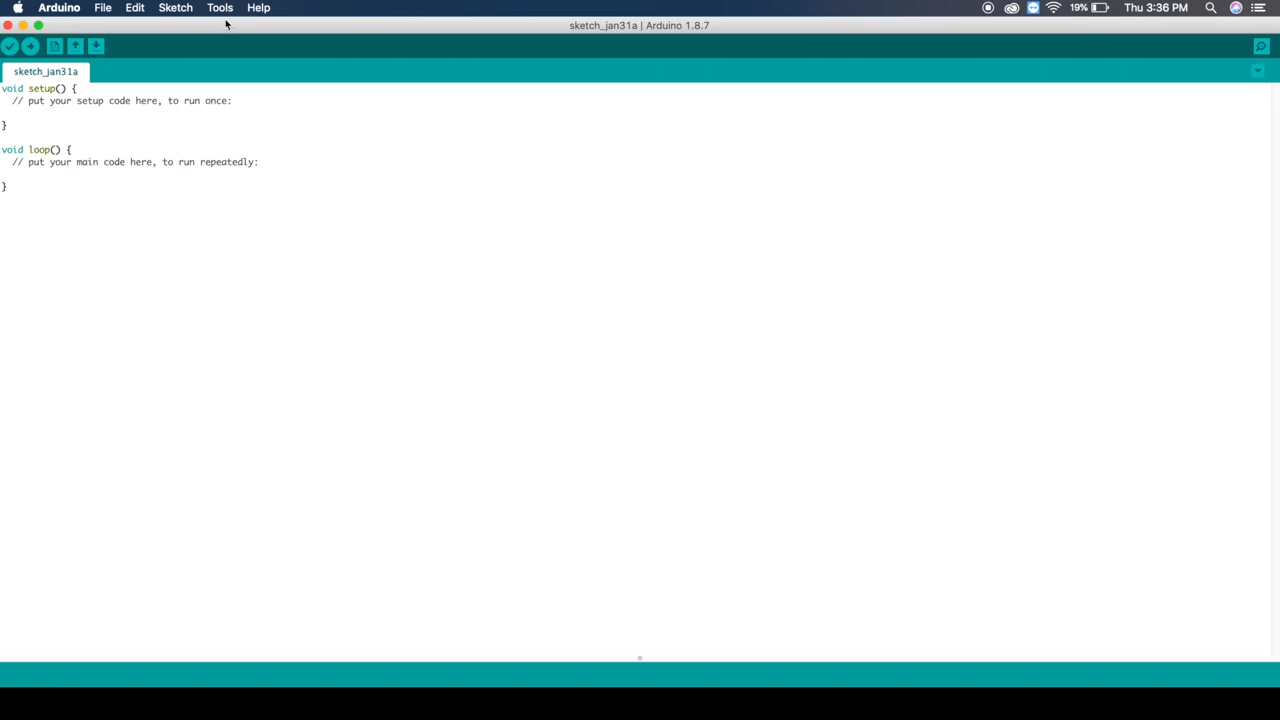 Arduino File Edit Sketch Tools Help 19% Thu 3:36 PM
sketch_jan31a | Arduino 1.8.7
sketch_jan31a
void setup() {
  // put your setup code here, to run once:
}
void loop() {
  // put your main code here, to run repeatedly:
}